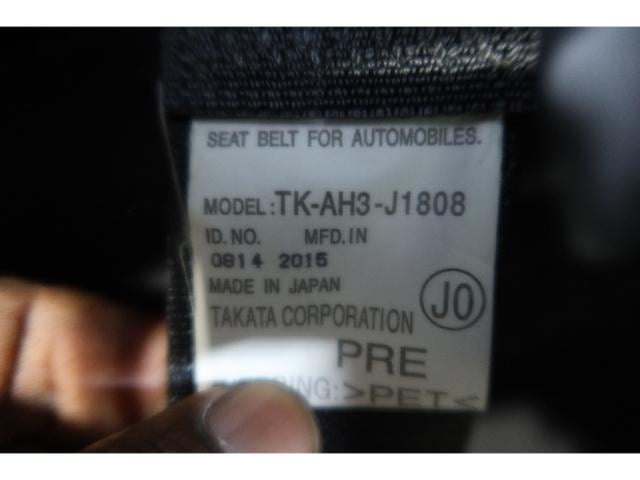 SEAT BELT FOR AUTOMOBILES.
MODEL:TK-AH3-J1808
ID.NO. MFD.IN
0814 2015
MADE IN JAPAN
TAKATA CORPORATION J0
PRE
>PET<